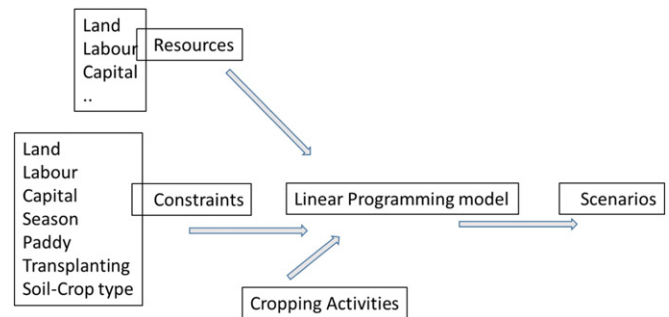 Land
Labour
Capital
..
Resources
Land
Labour
Capital
Season
Paddy
Transplanting
Soil-Crop type
Constraints
Linear Programming model
Scenarios
Cropping Activities